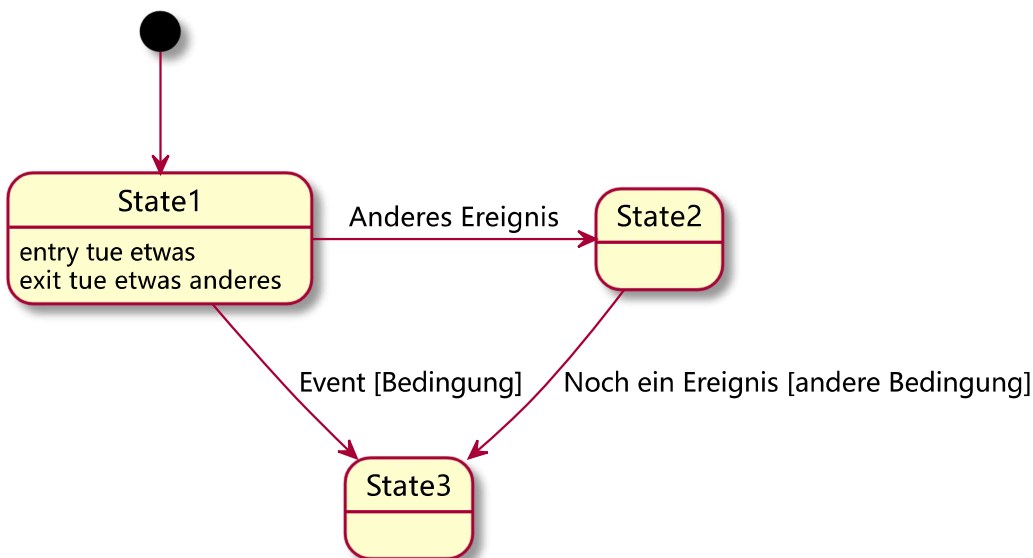 State1
entry tue etwas
exit tue etwas anderes
Anderes Ereignis
State2
Event [Bedingung]
Noch ein Ereignis [andere Bedingung]
State3